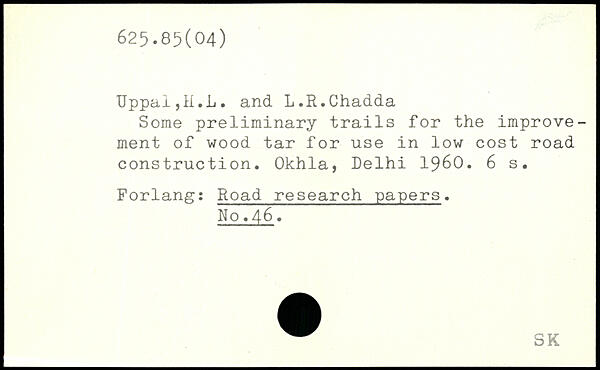 625.85(04)
Uppal,H.L. and L.R.Chadda
Some preliminary trails for the improve-
ment of wood tar for use in low cost road
construction. Okhla, Delhi 1960. 6 s.
Forlang: Road research papers.
No.46.
SK